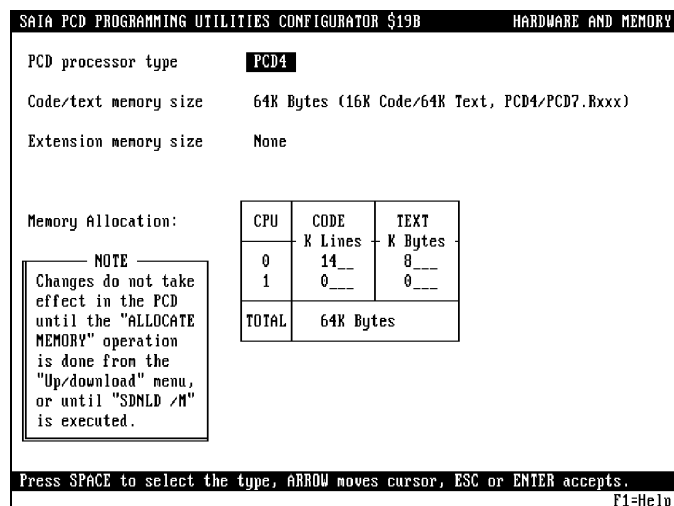 SAIA PCD PROGRAMMING UTILITIES CONFIGURATOR $19B HARDWARE AND MEMORY
PCD processor type PCD4
Code/text memory size 64K Bytes (16K Code/64K Text, PCD4/PCD7.Rxxx)
Extension memory size None
Memory Allocation:
CPU CODE TEXT
K Lines K Bytes
0 14__ 8___
1 0___ 0___
TOTAL 64K Bytes
NOTE
Changes do not take
effect in the PCD
until the "ALLOCATE
MEMORY" operation
is done from the
"Up/download" menu,
or until "SDNLD /M"
is executed.
Press SPACE to select the type, ARROW moves cursor, ESC or ENTER accepts.
F1=Help